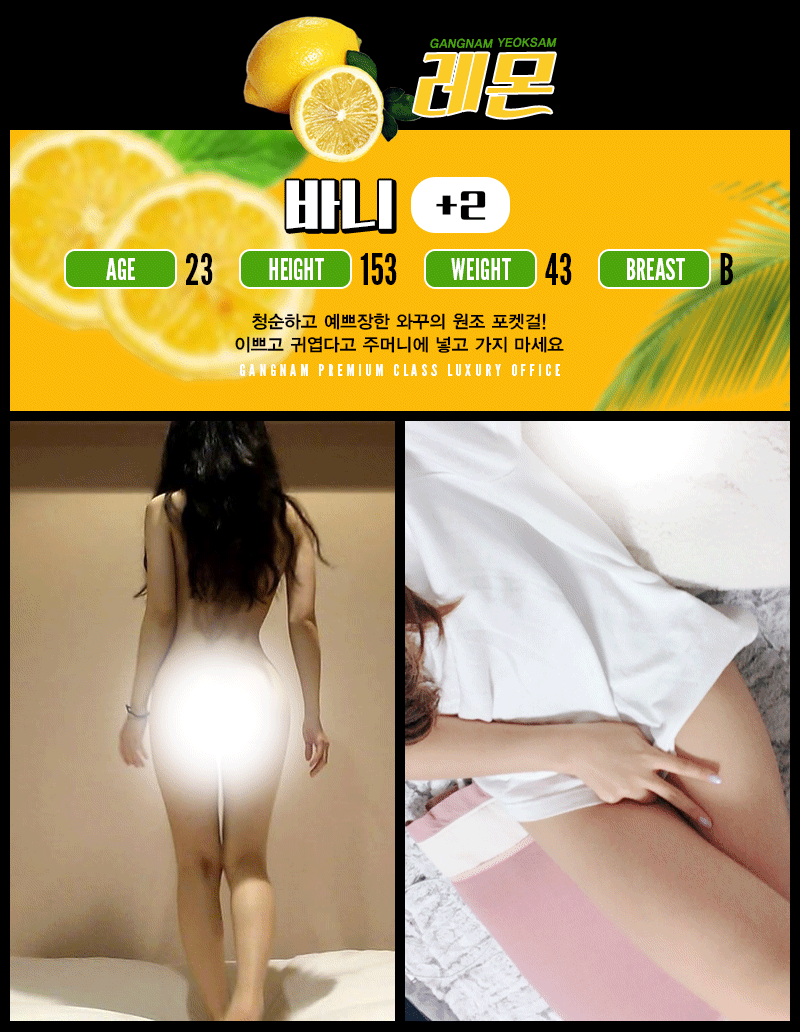 GANGNAM YEOKSAM
레몬
바니 +2
AGE 23 HEIGHT 153 WEIGHT 43 BREAST B
청순하고 예쁘장한 와꾸의 원조 포켓걸!
이쁘고 귀엽다고 주머니에 넣고 가지 마세요
GANGNAM PREMIUM CLASS LUXURY OFFICE